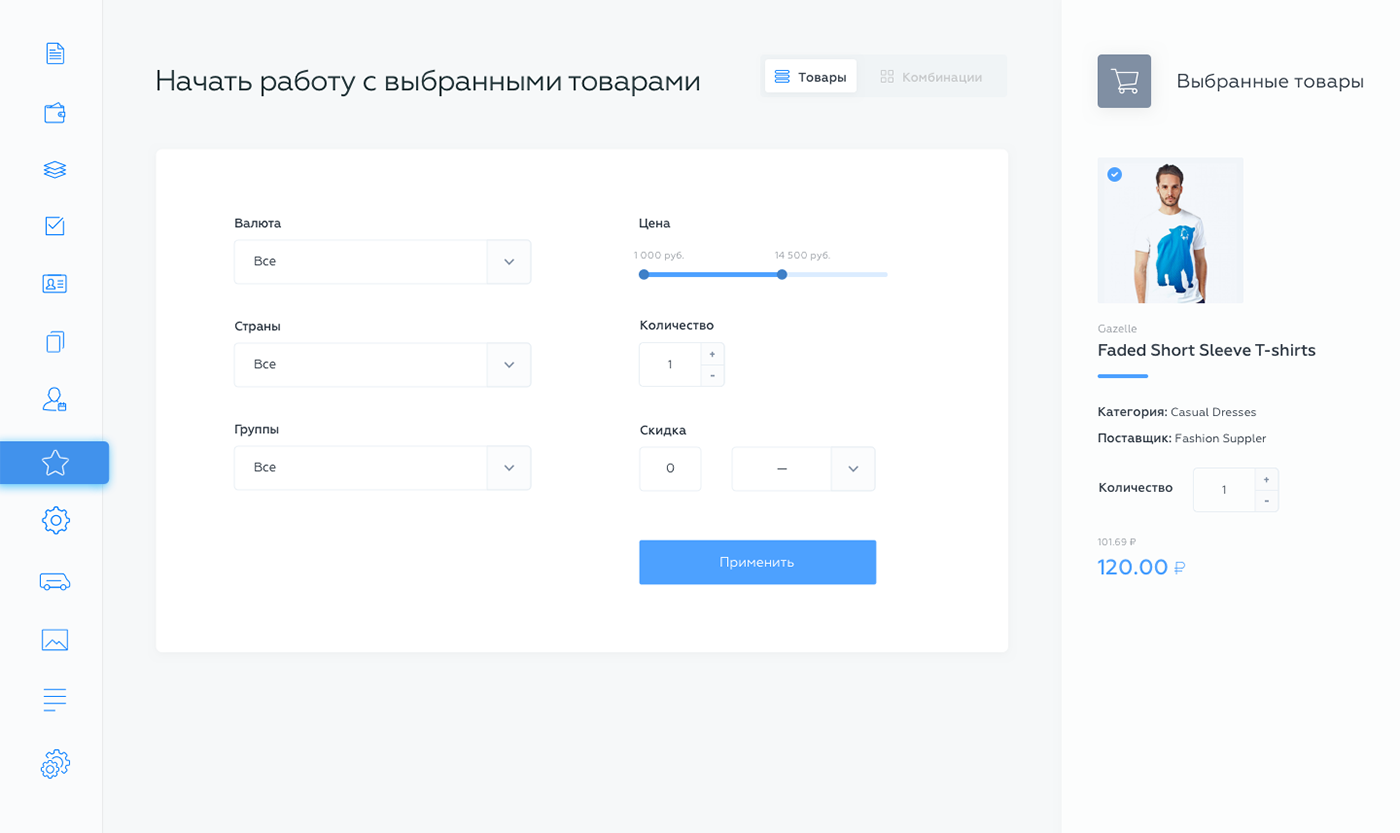 Начать работу с выбранными товарами
Товары
Комбинации
Валюта
Все
Страны
Все
Группы
Все
Цена
1 000 руб. 14 500 руб.
Количество
1
+
-
Скидка
0
—
Применить
Выбранные товары
Gazelle
Faded Short Sleeve T-shirts
Категория: Casual Dresses
Поставщик: Fashion Suppler
Количество
1
+
-
101.69 ₽
120.00 ₽